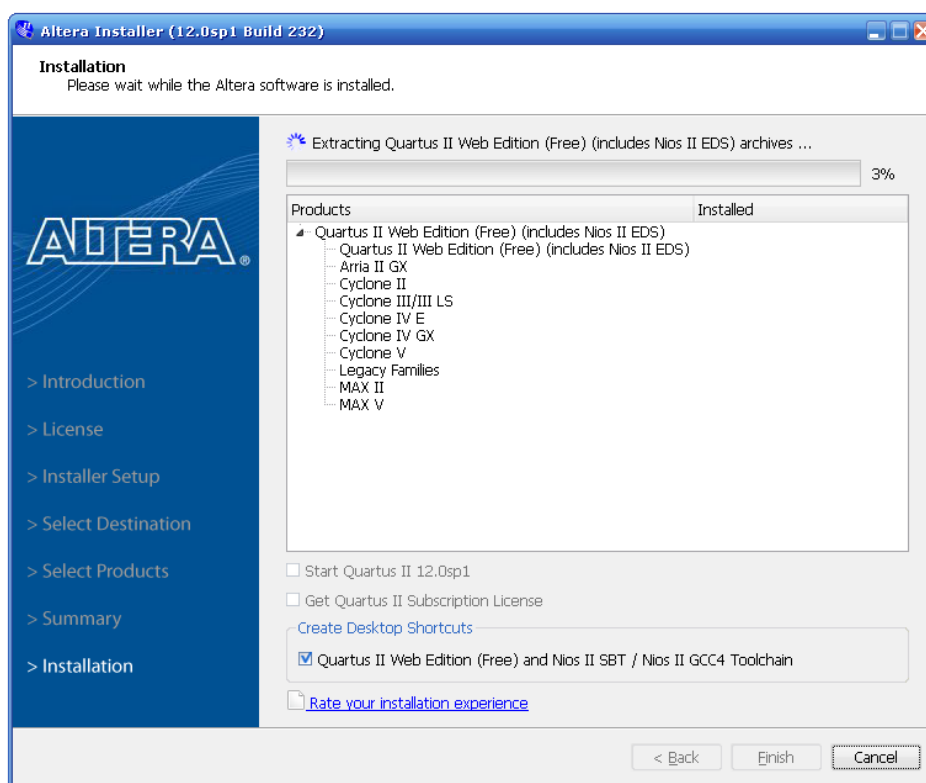 Altera Installer (12.0sp1 Build 232)
Installation
Please wait while the Altera software is installed.
Extracting Quartus II Web Edition (Free) (includes Nios II EDS) archives ...
3%
Products Installed
Quartus II Web Edition (Free) (includes Nios II EDS)
Quartus II Web Edition (Free) (includes Nios II EDS)
Arria II GX
Cyclone II
Cyclone III/III LS
Cyclone IV E
Cyclone IV GX
Cyclone V
Legacy Families
MAX II
MAX V
ALTERA®
> Introduction
> License
> Installer Setup
> Select Destination
> Select Products
> Summary
> Installation
Start Quartus II 12.0sp1
Get Quartus II Subscription License
Create Desktop Shortcuts
Quartus II Web Edition (Free) and Nios II SBT / Nios II GCC4 Toolchain
Rate your installation experience
< Back Finish Cancel